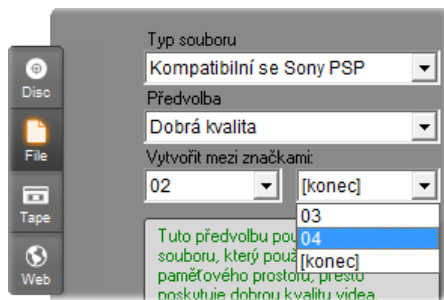 Typ souboru
Kompatibilní se Sony PSP
Disc
Předvolba
Dobrá kvalita
File
Vytvořit mezi značkami:
02 [konec]
03
Tape
04
Tuto předvolbu pou
souboru, který použ [konec]
paměťového prostoru, přesto
Web
poskytuje dobrou kvalitu videa